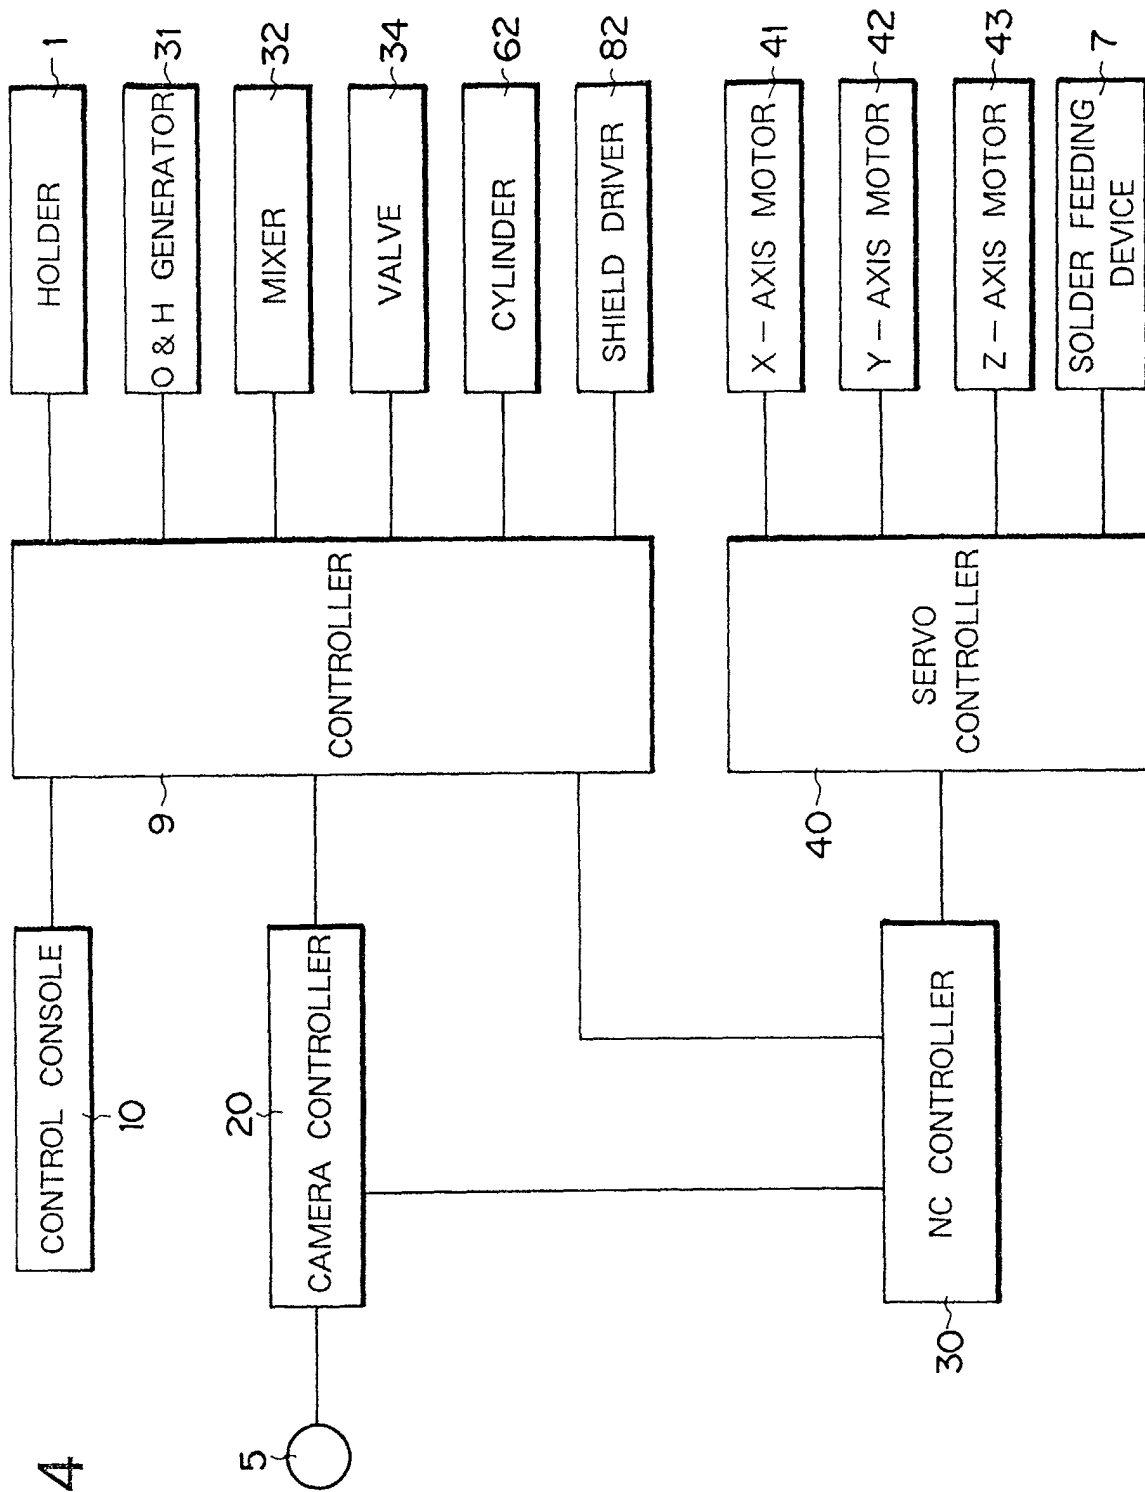 4
5
CONTROL CONSOLE
10
20
CAMERA CONTROLLER
NC CONTROLLER
30
9
CONTROLLER
40
SERVO
CONTROLLER
HOLDER
1
O & H GENERATOR
31
MIXER
32
VALVE
34
CYLINDER
62
SHIELD DRIVER
82
X-AXIS MOTOR
41
Y-AXIS MOTOR
42
Z-AXIS MOTOR
43
SOLDER FEEDING
DEVICE
7